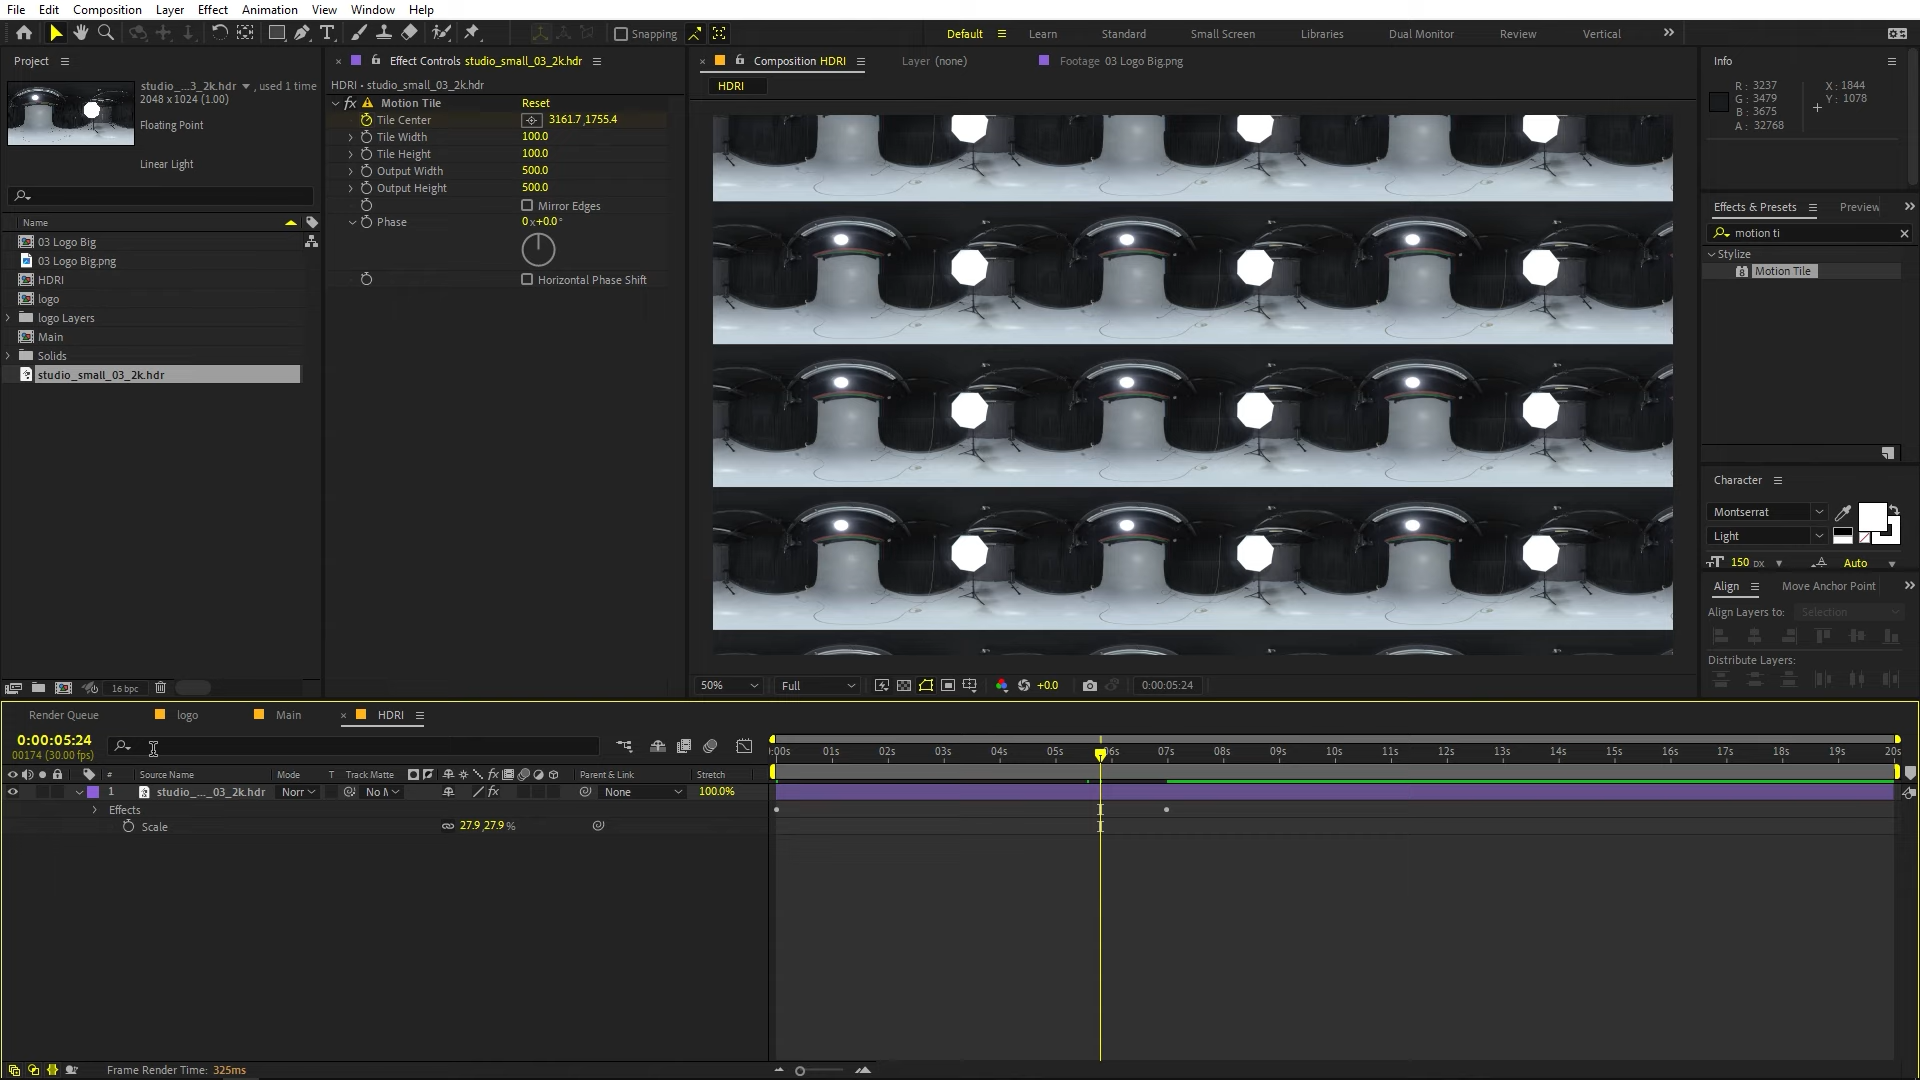 File Edit Composition Layer Effect Animation View Window Help
Snapping
Default Learn Standard Small Screen Libraries Dual Monitor Review Vertical
Project
studio_...3_2k.hdr , used 1 time
2048 x 1024 (1.00)
Floating Point
Linear Light
Name
03 Logo Big
03 Logo Big.png
HDRI
logo
logo Layers
Main
Solids
studio_small_03_2k.hdr
16 bpc
Effect Controls studio_small_03_2k.hdr
HDRI • studio_small_03_2k.hdr
fx Motion Tile Reset
Tile Center 3161.7,1755.4
Tile Width 100.0
Tile Height 100.0
Output Width 500.0
Output Height 500.0
Mirror Edges
Phase 0 x+0.0°
Horizontal Phase Shift
Composition HDRI Layer (none) Footage 03 Logo Big.png
HDRI
50% Full +0.0 0:00:05:24
Info
R : 3237 X : 1844
G : 3479 Y : 1078
B : 3675
A : 32768
Effects & Presets Preview
motion ti
Stylize
Motion Tile
Character
Montserrat
Light
150 px Auto
Align Move Anchor Point
Align Layers to: Selection
Distribute Layers:
Render Queue logo Main HDRI
0:00:05:24
00174 (30.00 fps)
:00s 01s 02s 03s 04s 05s 06s 07s 08s 09s 10s 11s 12s 13s 14s 15s 16s 17s 18s 19s 20s
# Source Name Mode T Track Matte fx Parent & Link Stretch
1 studio_..._03_2k.hdr Norr No M fx None 100.0%
Effects
Scale 27.9,27.9 %
Frame Render Time: 325ms